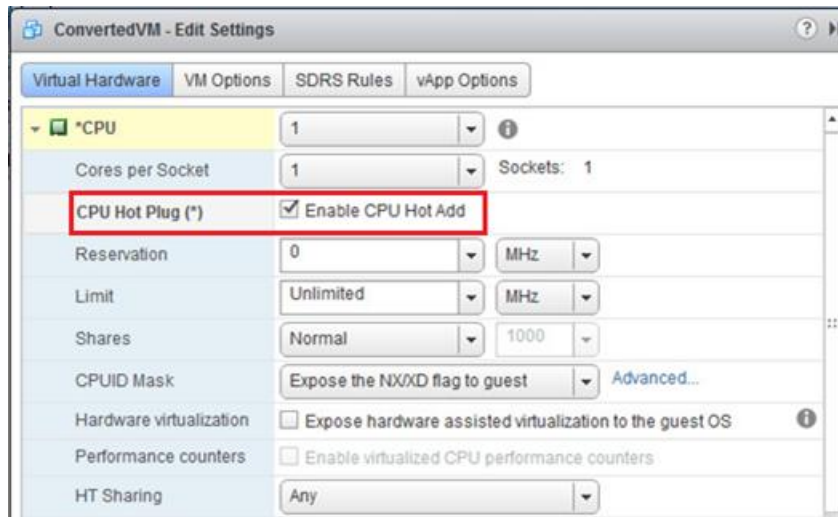 ConvertedVM - Edit Settings
Virtual Hardware VM Options SDRS Rules vApp Options
*CPU 1
Cores per Socket 1 Sockets: 1
CPU Hot Plug (*) Enable CPU Hot Add
Reservation 0 MHz
Limit Unlimited MHz
Shares Normal 1000
CPUID Mask Expose the NX/XD flag to guest Advanced...
Hardware virtualization Expose hardware assisted virtualization to the guest OS
Performance counters Enable virtualized CPU performance counters
HT Sharing Any